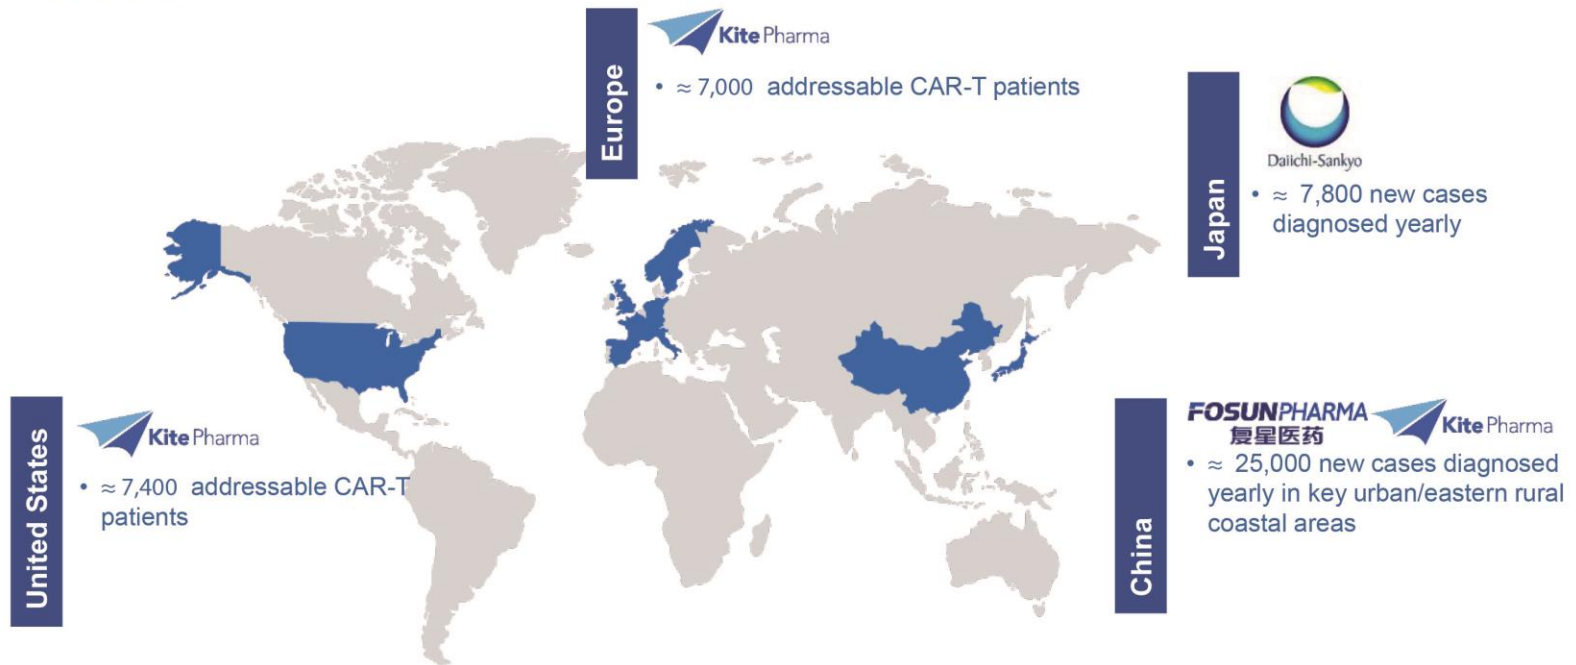 Europe
Kite Pharma
• ≈ 7,000 addressable CAR-T patients
Japan
Daiichi-Sankyo
• ≈ 7,800 new cases
diagnosed yearly
United States
Kite Pharma
• ≈ 7,400 addressable CAR-T
patients
China
FOSUNPHARMA
复星医药
Kite Pharma
• ≈ 25,000 new cases diagnosed
yearly in key urban/eastern rural
coastal areas